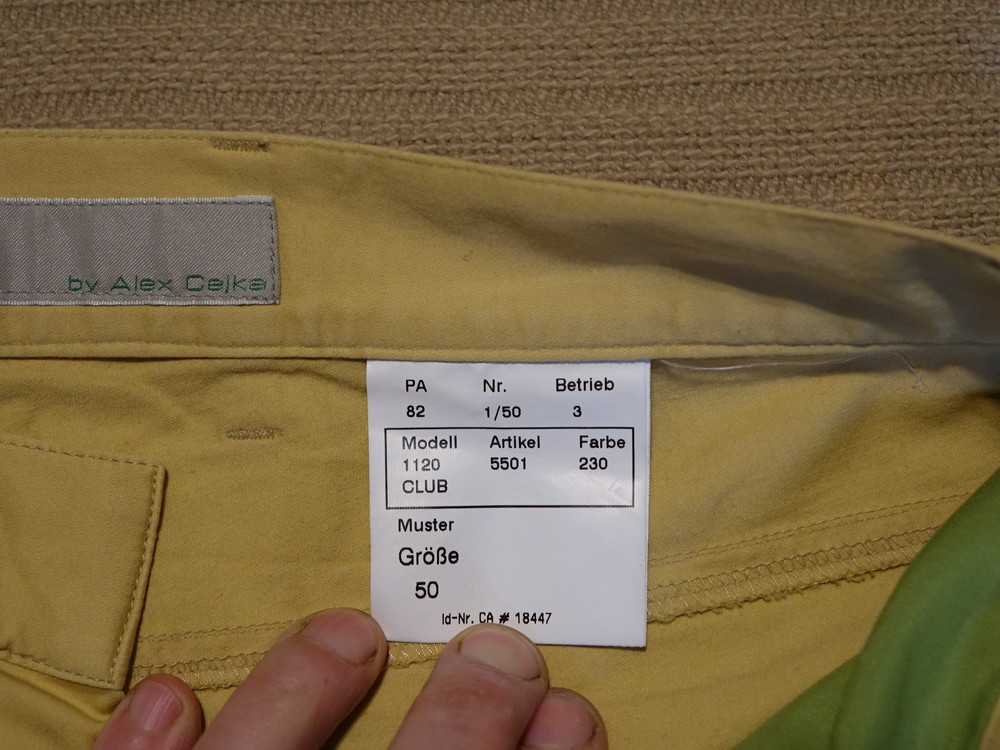 by Alex Cejka
PA Nr. Betrieb
82 1/50 3
Modell Artikel Farbe
1120 5501 230
CLUB
Muster
Größe
50
Id-Nr. CA # 18447